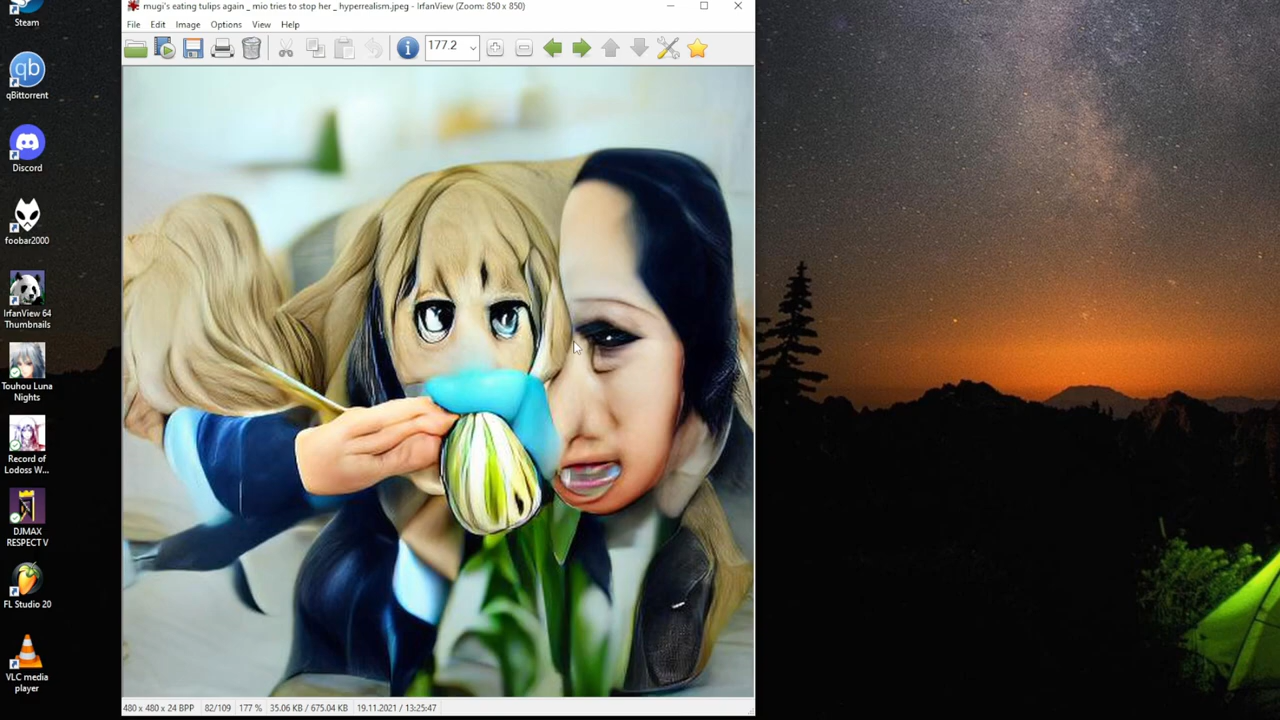 mugi's eating tulips again _ mio tries to stop her _ hyperrealism.jpeg - IrfanView (Zoom: 850 x 850)
File Edit Image Options View Help
177.2
Steam
qBittorrent
Discord
foobar2000
IrfanView 64
Thumbnails
Touhou Luna
Nights
Record of
Lodoss W...
DJMAX
RESPECT V
FL Studio 20
VLC media
player
480 x 480 x 24 BPP 82/109 177 % 35.06 KB / 675.04 KB 19.11.2021 / 13:25:47